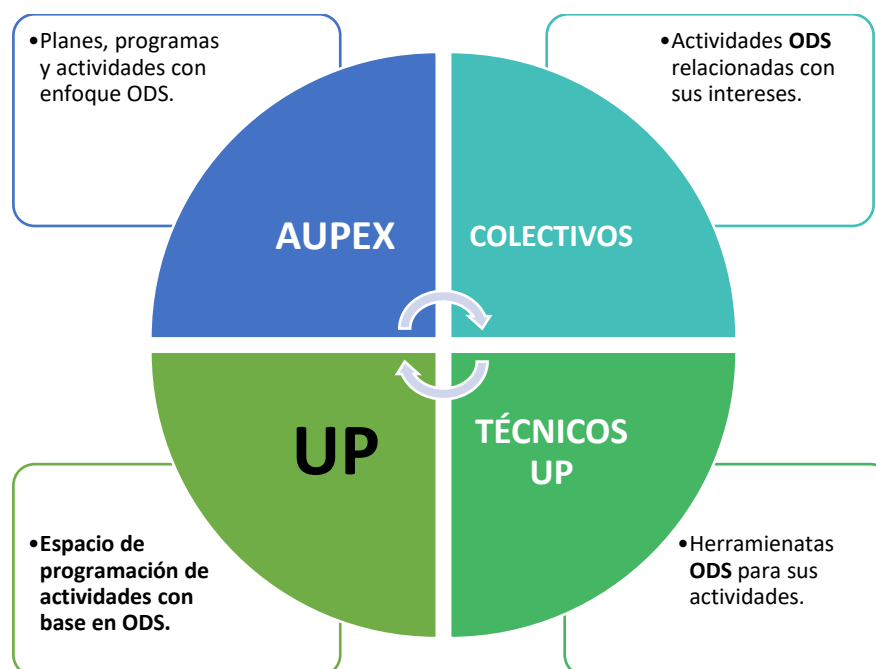 •Planes, programas
y actividades con
enfoque ODS.
•Actividades ODS
relacionadas con
sus intereses.
AUPEX
COLECTIVOS
UP
TÉCNICOS
UP
•Espacio de
programación de
actividades con
base en ODS.
•Herramienatas
ODS para sus
actividades.